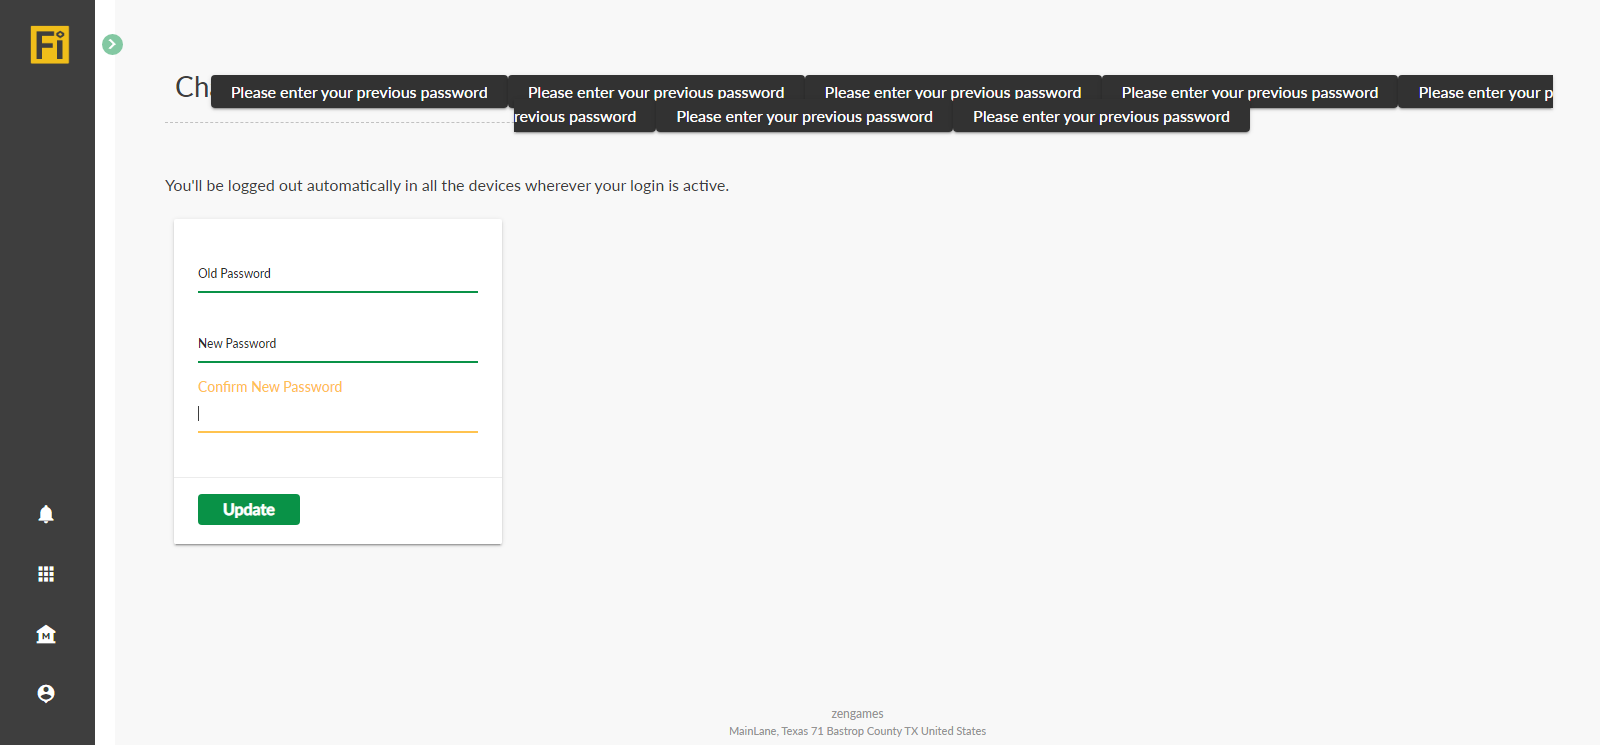 Fi
Cha
Please enter your previous password Please enter your previous password Please enter your previous password Please enter your previous password Please enter your p
revious password Please enter your previous password Please enter your previous password
You'll be logged out automatically in all the devices wherever your login is active.
Old Password
New Password
Confirm New Password
Update
M
zengames
MainLane, Texas 71 Bastrop County TX United States